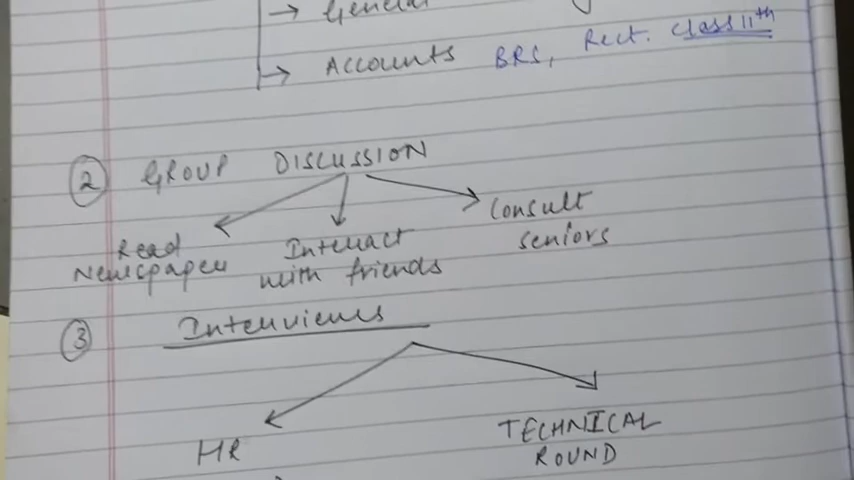 → General
→ Accounts BRS, Rect. Class 11th
② GROUP DISCUSSION
Read Newspaper
Interact with friends
Consult seniors
③ Interviews
HR
TECHNICAL ROUND